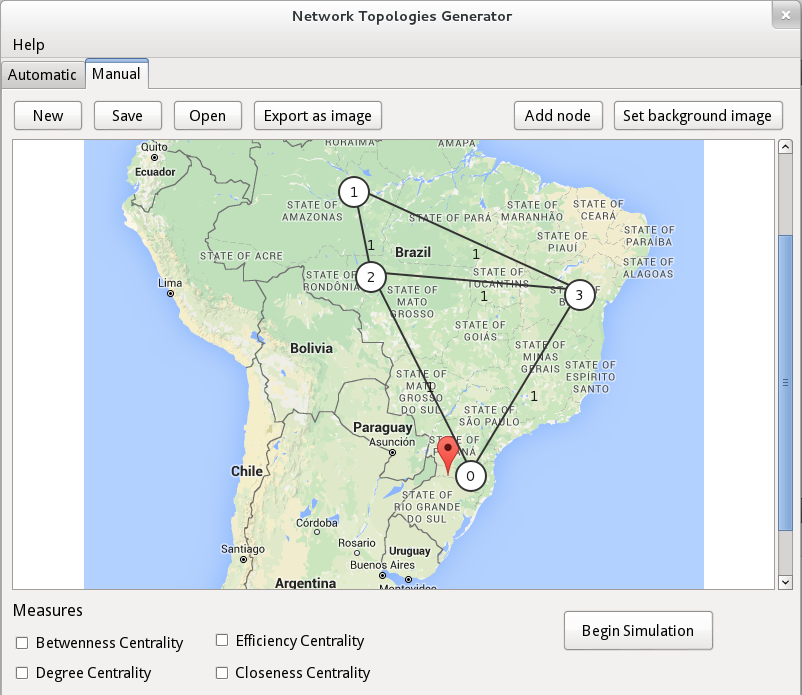 Network Topologies Generator
Help
Automatic Manual
New Save Open Export as image Add node Set background image
Quito
RORAIMA
AMAPA
Ecuador
1
STATE OF AMAZONAS
STATE OF PARÁ
STATE OF MARANHÃO
STATE OF CEARÁ
STATE OF PIAUÍ
STATE OF PARAÍBA
STATE OF ALAGOAS
1
Brazil
1
STATE OF ACRE
STATE OF RONDÔNIA
2
STATE OF TOCANTINS
Lima
STATE OF MATO GROSSO
1
3
STATE OF GOIÁS
Bolivia
STATE OF MINAS GERAIS
STATE OF ESPÍRITO SANTO
STATE OF MATO GROSSO DO SUL
1
1
STATE OF SÃO PAULO
Paraguay
Asunción
STATE OF
Chile
0
STATE OF RIO GRANDE DO SUL
Córdoba
Rosario
Santiago
Uruguay
Buenos Aires
Argentina
Montevideo
Measures
Betwenness Centrality Efficiency Centrality
Begin Simulation
Degree Centrality Closeness Centrality